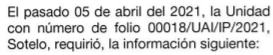 El pasado 05 de abril del 2021, la Unidad
con número de folio 00018/UAI/IP/2021,
Sotelo, requirió, la información siguiente: